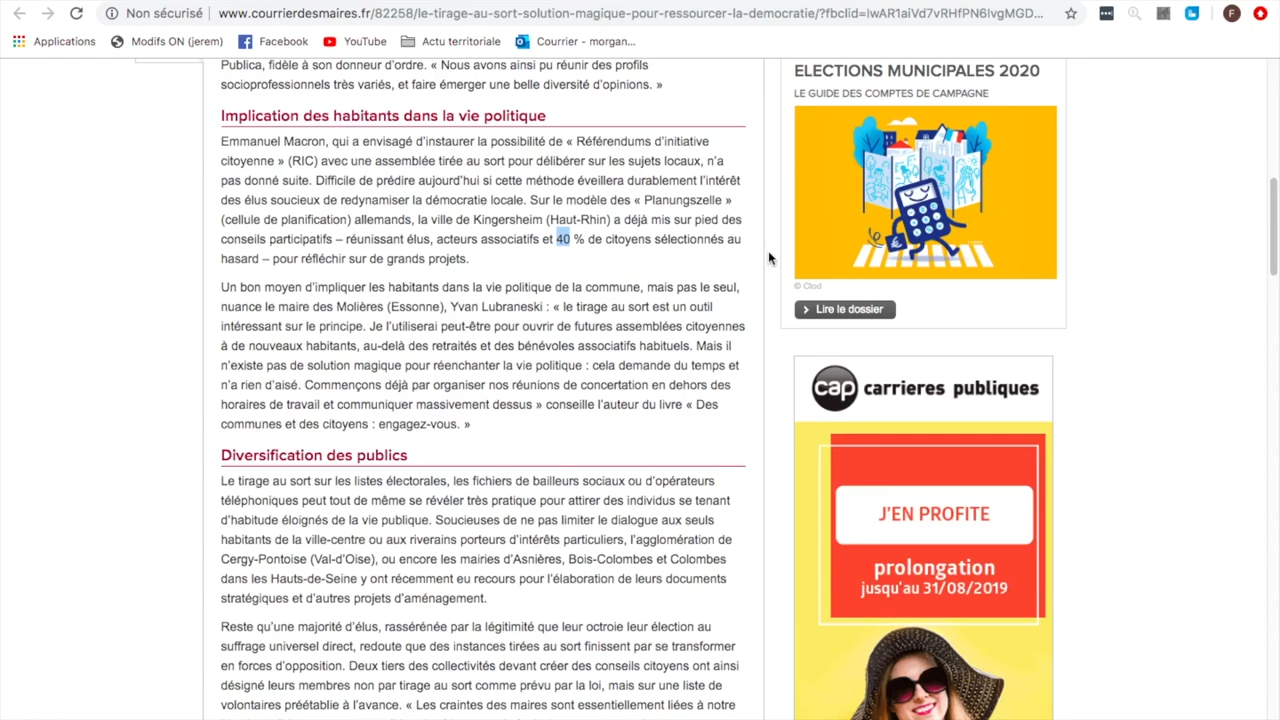 Non sécurisé | www.courrierdesmaires.fr/82258/le-tirage-au-sort-solution-magique-pour-ressourcer-la-democratie/?fbclid=IwAR1aiVd7vRHfPN6IvgMGD...
F
Applications
Modifs ON (jerem)
Facebook
YouTube
Actu territoriale
Courrier - morgan...
Publica, fidèle à son donneur d'ordre. « Nous avons ainsi pu réunir des profils
socioprofessionnels très variés, et faire émerger une belle diversité d'opinions. »
Implication des habitants dans la vie politique
Emmanuel Macron, qui a envisagé d'instaurer la possibilité de « Référendums d'initiative
citoyenne » (RIC) avec une assemblée tirée au sort pour délibérer sur les sujets locaux, n'a
pas donné suite. Difficile de prédire aujourd'hui si cette méthode éveillera durablement l'intérêt
des élus soucieux de redynamiser la démocratie locale. Sur le modèle des « Planungszelle »
(cellule de planification) allemands, la ville de Kingersheim (Haut-Rhin) a déjà mis sur pied des
conseils participatifs – réunissant élus, acteurs associatifs et 40 % de citoyens sélectionnés au
hasard – pour réfléchir sur de grands projets.
Un bon moyen d'impliquer les habitants dans la vie politique de la commune, mais pas le seul,
nuance le maire des Molières (Essonne), Yvan Lubraneski : « le tirage au sort est un outil
intéressant sur le principe. Je l'utiliserai peut-être pour ouvrir de futures assemblées citoyennes
à de nouveaux habitants, au-delà des retraités et des bénévoles associatifs habituels. Mais il
n'existe pas de solution magique pour réenchanter la vie politique : cela demande du temps et
n'a rien d'aisé. Commençons déjà par organiser nos réunions de concertation en dehors des
horaires de travail et communiquer massivement dessus » conseille l'auteur du livre « Des
communes et des citoyens : engagez-vous. »
Diversification des publics
Le tirage au sort sur les listes électorales, les fichiers de bailleurs sociaux ou d'opérateurs
téléphoniques peut tout de même se révéler très pratique pour attirer des individus se tenant
d'habitude éloignés de la vie publique. Soucieuses de ne pas limiter le dialogue aux seuls
habitants de la ville-centre ou aux riverains porteurs d'intérêts particuliers, l'agglomération de
Cergy-Pontoise (Val-d'Oise), ou encore les mairies d'Asnières, Bois-Colombes et Colombes
dans les Hauts-de-Seine y ont récemment eu recours pour l'élaboration de leurs documents
stratégiques et d'autres projets d'aménagement.
Reste qu'une majorité d'élus, rassérénée par la légitimité que leur octroie leur élection au
suffrage universel direct, redoute que des instances tirées au sort finissent par se transformer
en forces d'opposition. Deux tiers des collectivités devant créer des conseils citoyens ont ainsi
désigné leurs membres non par tirage au sort comme prévu par la loi, mais sur une liste de
volontaires préétablie à l'avance. « Les craintes des maires sont essentiellement liées à notre
ELECTIONS MUNICIPALES 2020
LE GUIDE DES COMPTES DE CAMPAGNE
© Clod
Lire le dossier
cap carrieres publiques
J'EN PROFITE
prolongation
jusqu'au 31/08/2019